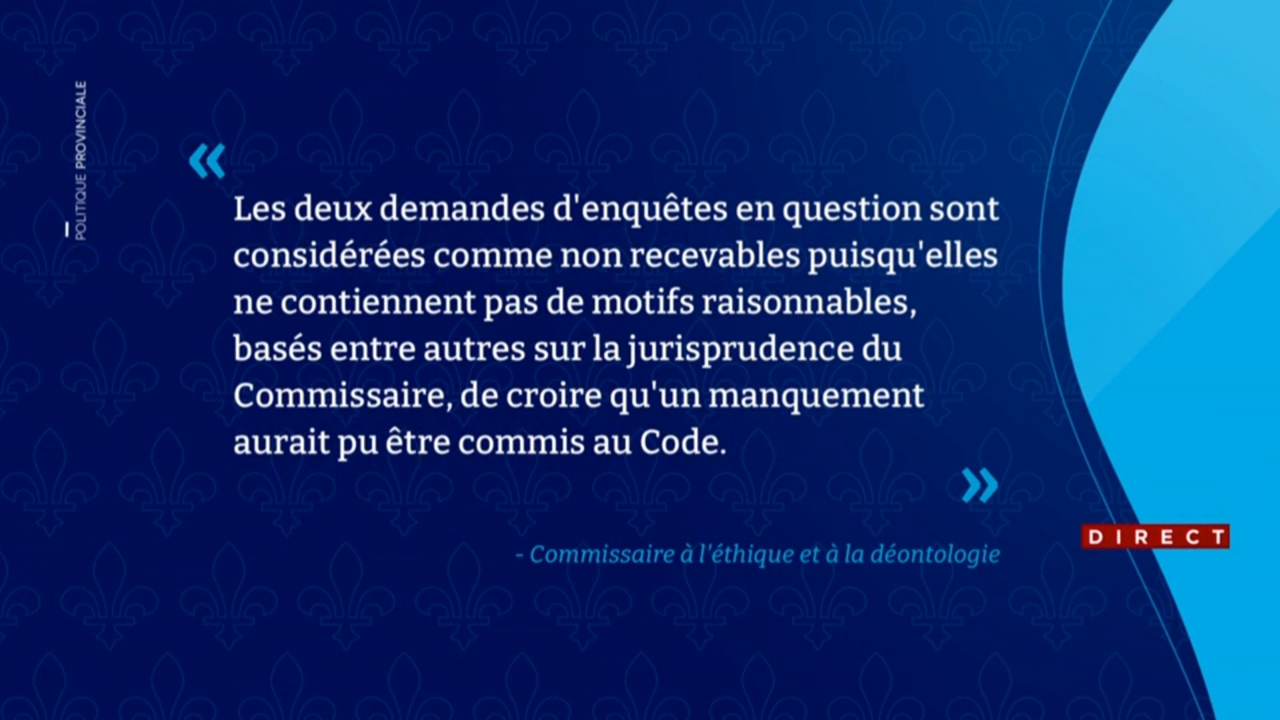 POLITIQUE PROVINCIALE
«
Les deux demandes d'enquêtes en question sont
considérées comme non recevables puisqu'elles
ne contiennent pas de motifs raisonnables,
basés entre autres sur la jurisprudence du
Commissaire, de croire qu'un manquement
aurait pu être commis au Code.
»
- Commissaire à l'éthique et à la déontologie
DIRECT